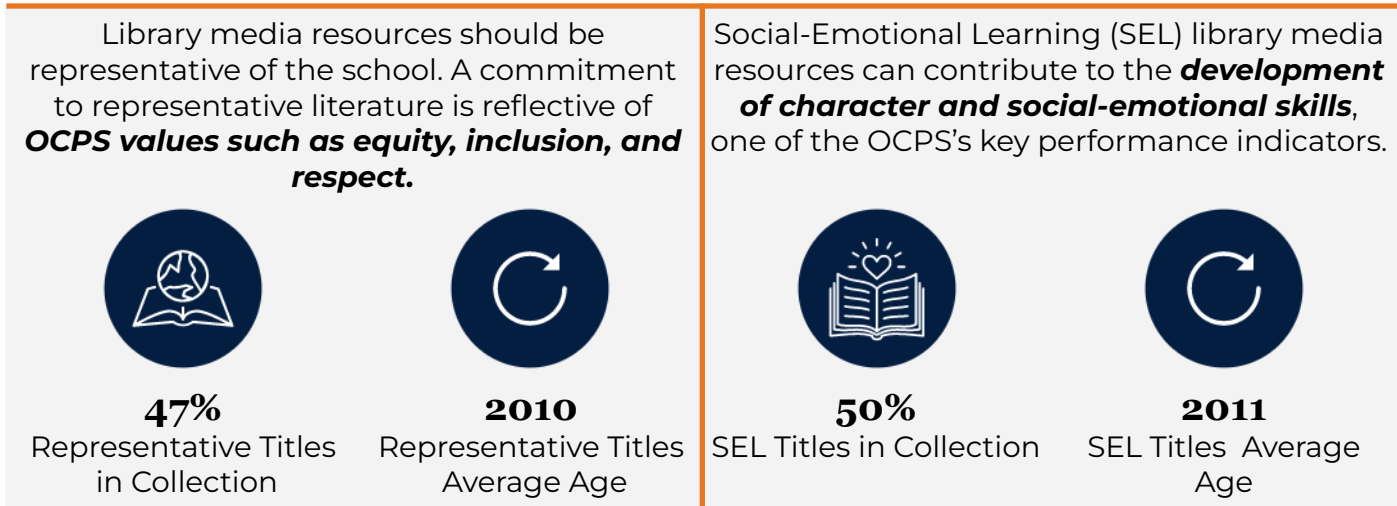 Library media resources should be
representative of the school. A commitment
to representative literature is reflective of
OCPS values such as equity, inclusion, and
respect.
47%
Representative Titles
in Collection
2010
Representative Titles
Average Age
Social-Emotional Learning (SEL) library media
resources can contribute to the development
of character and social-emotional skills,
one of the OCPS’s key performance indicators.
50%
SEL Titles in Collection
2011
SEL Titles  Average
Age